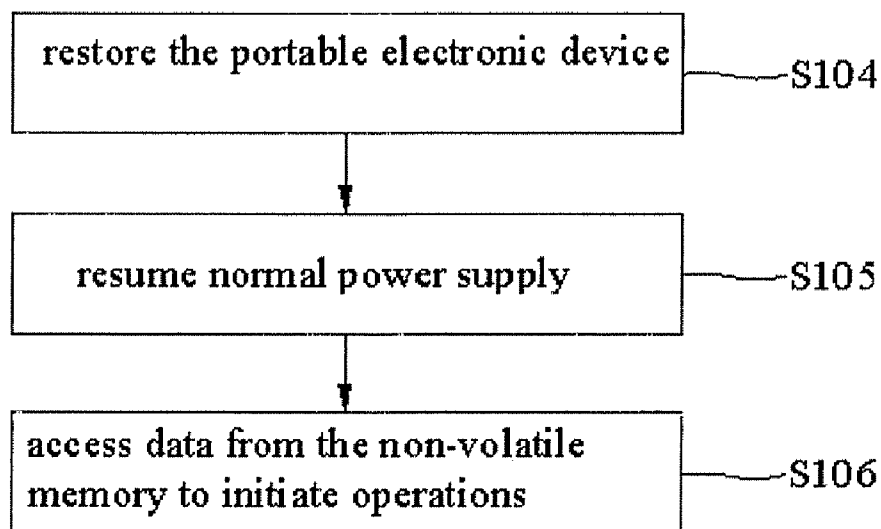 restore the portable electronic device
S104
resume normal power supply
S105
access data from the non-volatile
memory to initiate operations
S106